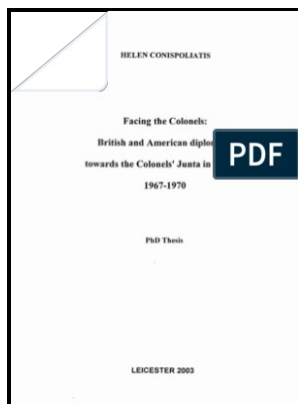 HELEN CONISPOLIATIS
Facing the Colonels:
British and American
towards the Colonels' Junta in
PDF
1967-1970
PhD Thesis
LEICESTER 2003